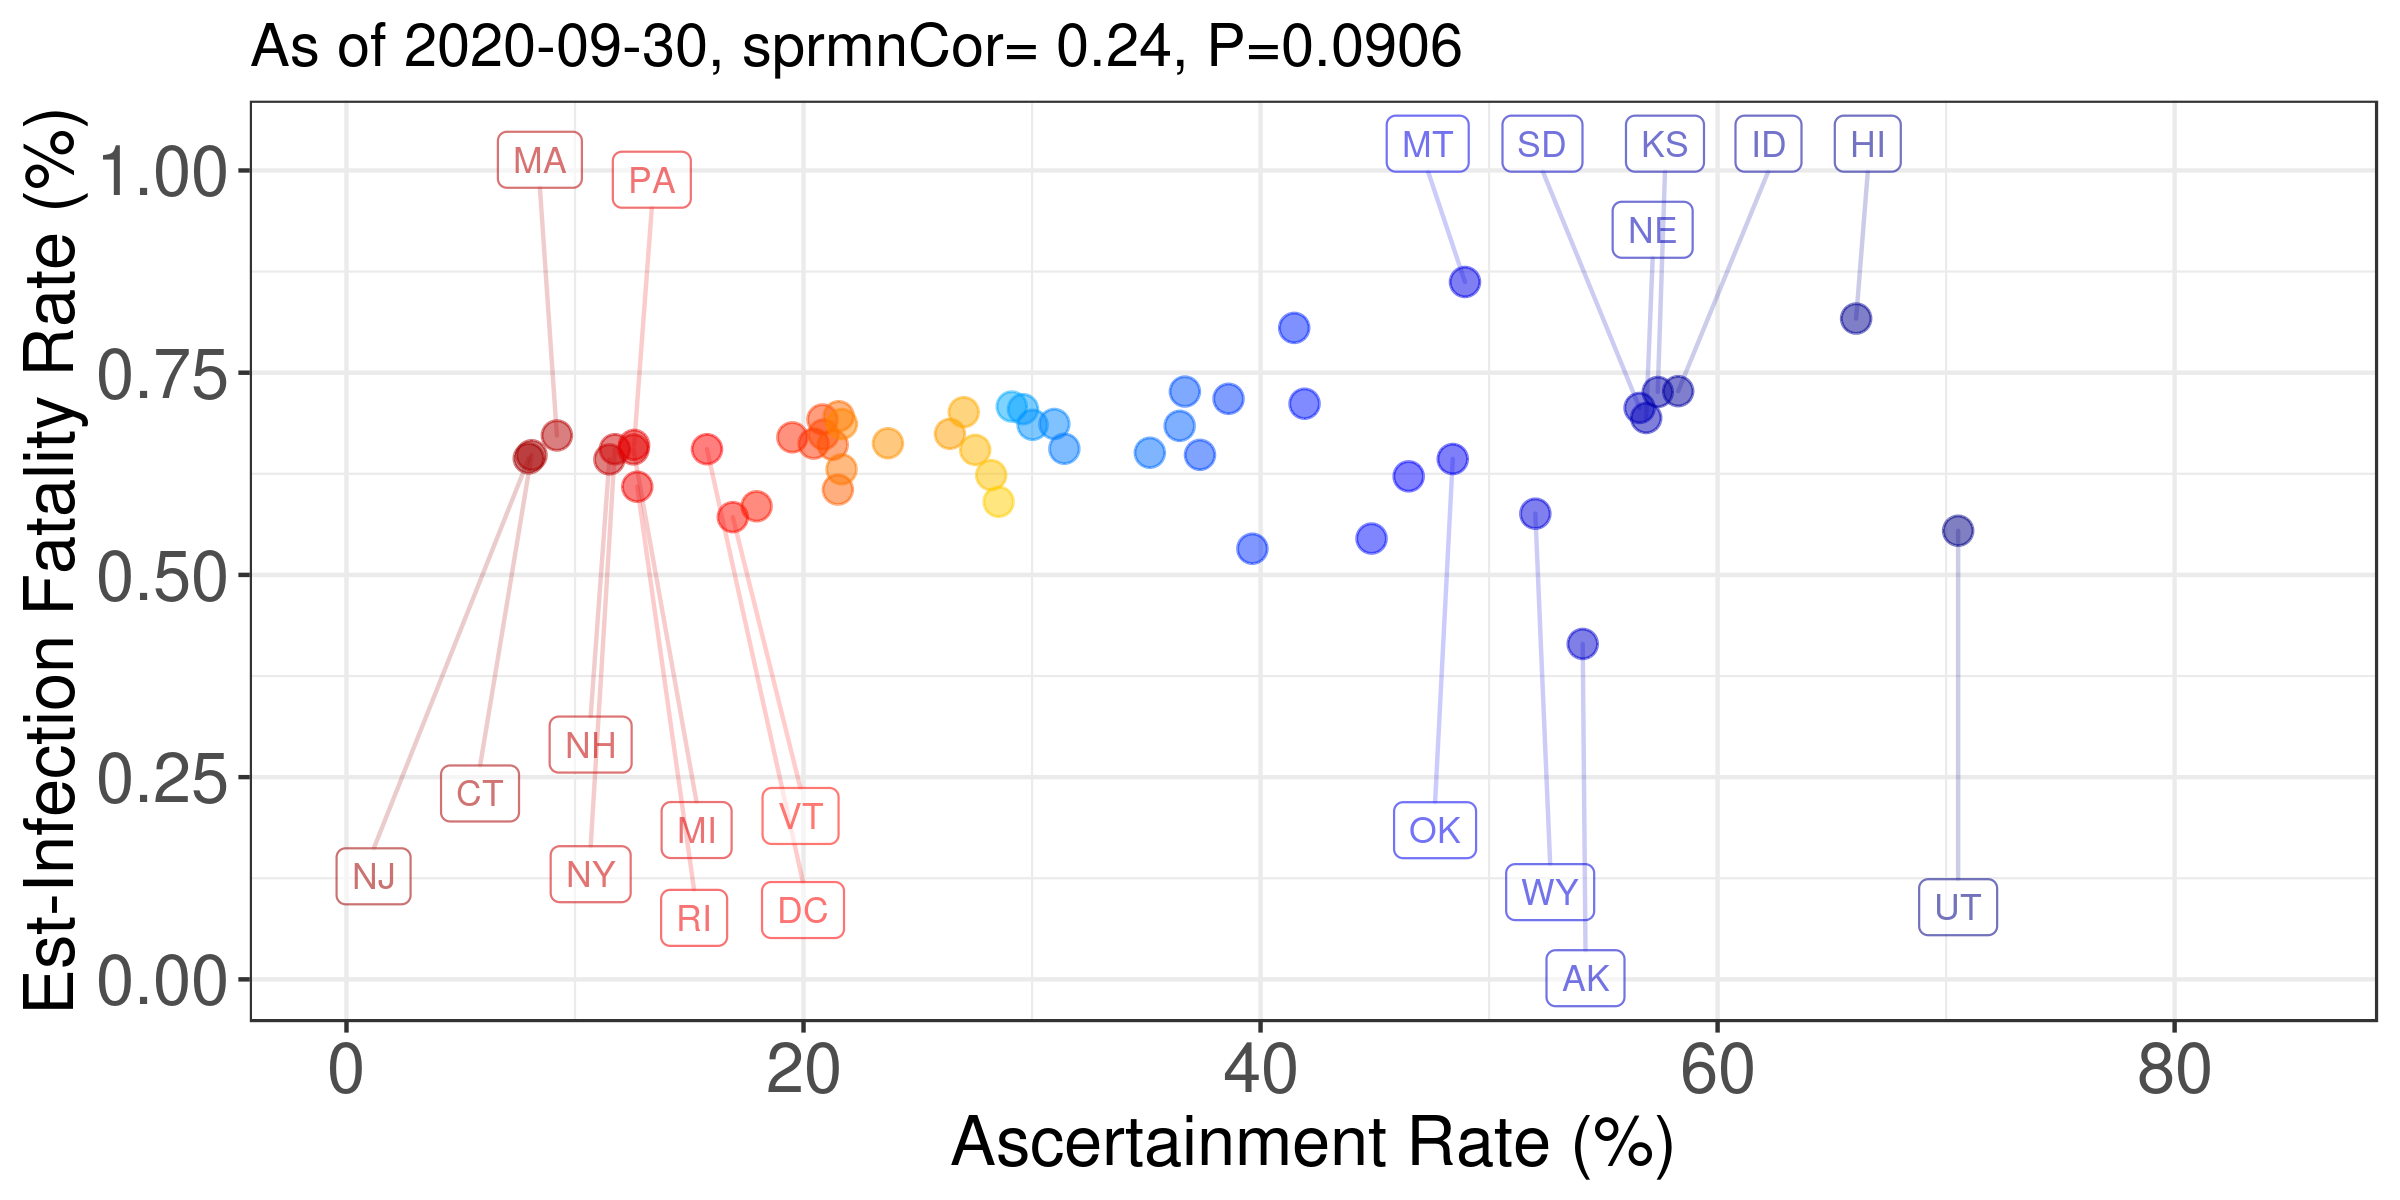 As of 2020-09-30, sprmnCor= 0.24, P=0.0906
Est-Infection Fatality Rate (%)
1.00
0.75
0.50
0.25
0.00
MA
PA
MT
SD
KS
ID
HI
NE
NH
CT
NJ
NY
MI
VT
RI
DC
OK
WY
AK
UT
0
20
40
60
80
Ascertainment Rate (%)